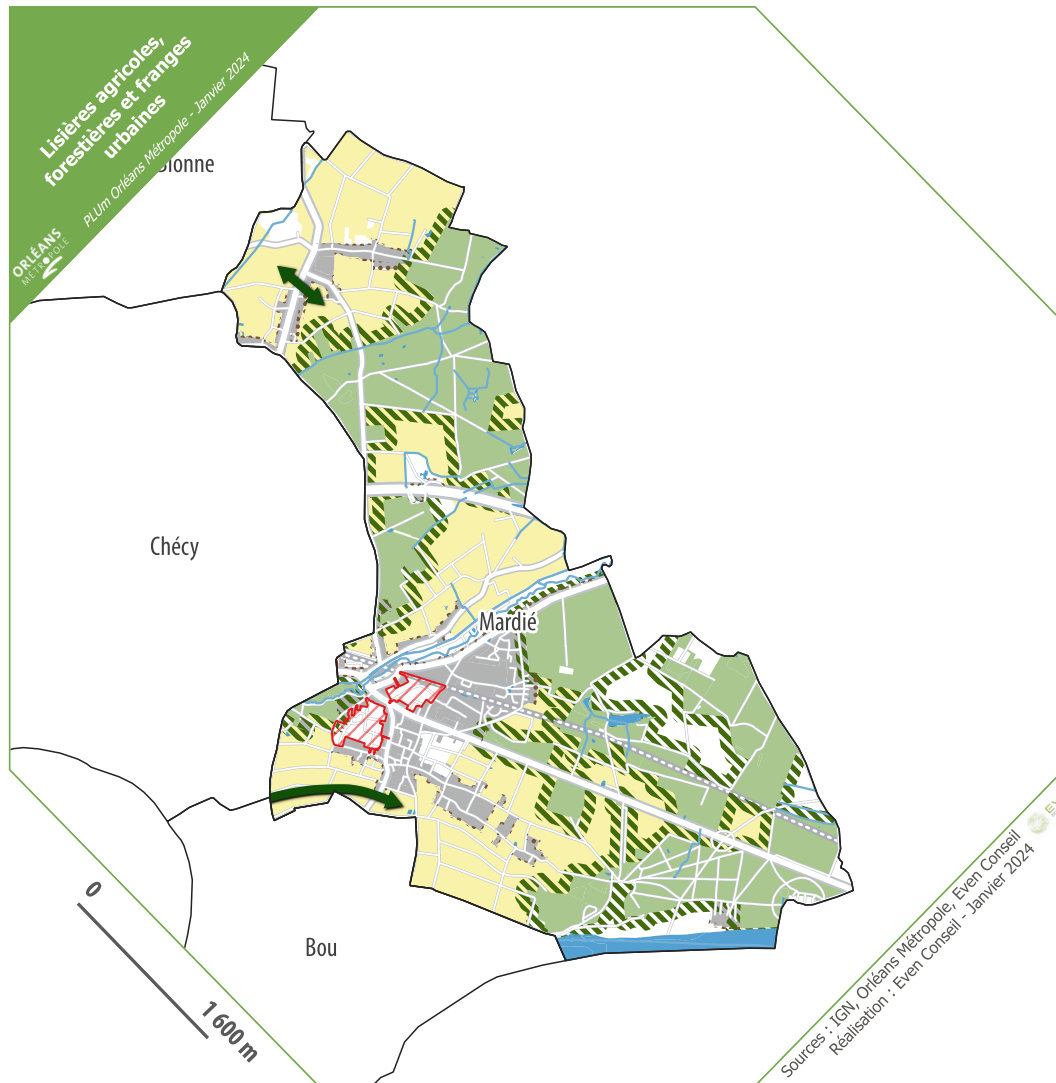 Lisières agricoles,
forestières et franges
urbaines
PLUm Orléans Métropole - Janvier 2024
ORLÉANS
MÉTROPOLE
Chécy
Mardié
Bou
0
1 600 m
Sources : IGN, Orléans Métropole, Even Conseil
Réalisation : Even Conseil - Janvier 2024